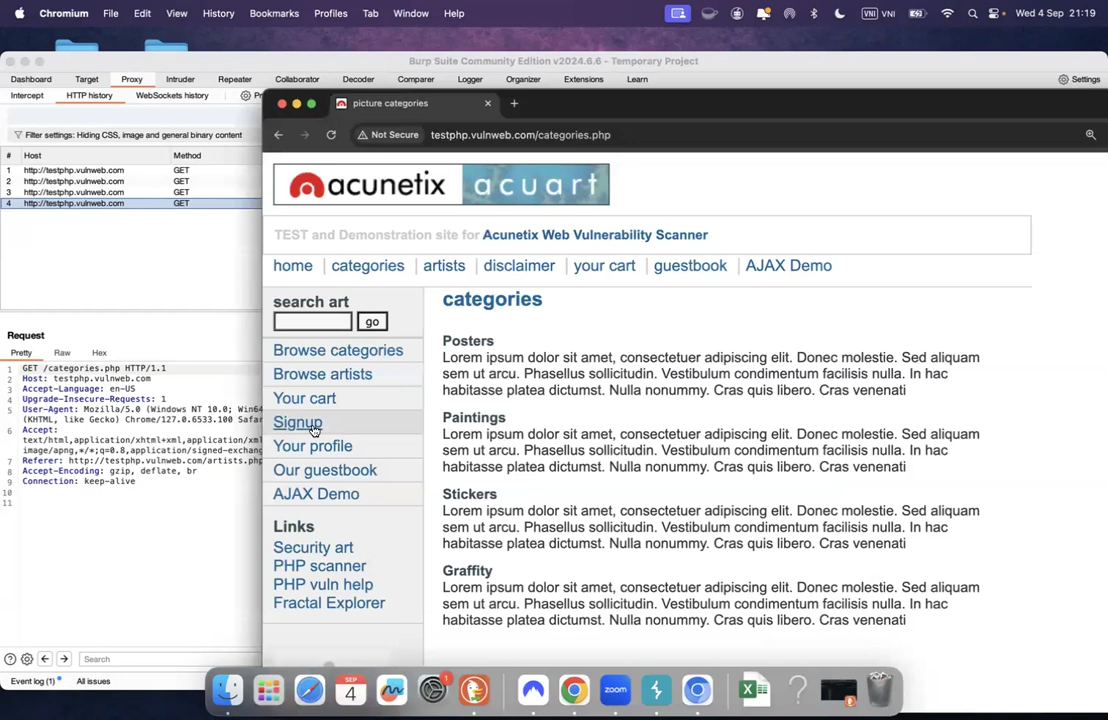 Chromium File Edit View History Bookmarks Profiles Tab Window Help VNI VNI Wed 4 Sep 21:19
Burp Suite Community Edition v2024.6.6 - Temporary Project
Dashboard Target Proxy Intruder Repeater Collaborator Decoder Comparer Logger Organizer Extensions Learn Settings
Intercept HTTP history WebSockets history
Filter settings: Hiding CSS, image and general binary content
# Host Method
1 http://testphp.vulnweb.com GET
2 http://testphp.vulnweb.com GET
3 http://testphp.vulnweb.com GET
4 http://testphp.vulnweb.com GET
Request
Pretty Raw Hex
1 GET /categories.php HTTP/1.1
2 Host: testphp.vulnweb.com
3 Accept-Language: en-US
4 Upgrade-Insecure-Requests: 1
5 User-Agent: Mozilla/5.0 (Windows NT 10.0; Win64
(KHTML, like Gecko) Chrome/127.0.6533.100 Safar
6 Accept:
text/html,application/xhtml+xml,application/xml
image/apng,*/*;q=0.8,application/signed-exchang
7 Referer: http://testphp.vulnweb.com/artists.php
8 Accept-Encoding: gzip, deflate, br
9 Connection: keep-alive
10
11
Search
Event log (1) All issues
picture categories
Not Secure testphp.vulnweb.com/categories.php
acunetix acuart
TEST and Demonstration site for Acunetix Web Vulnerability Scanner
home | categories | artists | disclaimer | your cart | guestbook | AJAX Demo
search art
go
Browse categories
Browse artists
Your cart
Signup
Your profile
Our guestbook
AJAX Demo
Links
Security art
PHP scanner
PHP vuln help
Fractal Explorer
categories
Posters
Lorem ipsum dolor sit amet, consectetuer adipiscing elit. Donec molestie. Sed aliquam
sem ut arcu. Phasellus sollicitudin. Vestibulum condimentum facilisis nulla. In hac
habitasse platea dictumst. Nulla nonummy. Cras quis libero. Cras venenati
Paintings
Lorem ipsum dolor sit amet, consectetuer adipiscing elit. Donec molestie. Sed aliquam
sem ut arcu. Phasellus sollicitudin. Vestibulum condimentum facilisis nulla. In hac
habitasse platea dictumst. Nulla nonummy. Cras quis libero. Cras venenati
Stickers
Lorem ipsum dolor sit amet, consectetuer adipiscing elit. Donec molestie. Sed aliquam
sem ut arcu. Phasellus sollicitudin. Vestibulum condimentum facilisis nulla. In hac
habitasse platea dictumst. Nulla nonummy. Cras quis libero. Cras venenati
Graffity
Lorem ipsum dolor sit amet, consectetuer adipiscing elit. Donec molestie. Sed aliquam
sem ut arcu. Phasellus sollicitudin. Vestibulum condimentum facilisis nulla. In hac
habitasse platea dictumst. Nulla nonummy. Cras quis libero. Cras venenati
SEP
4
1
zoom